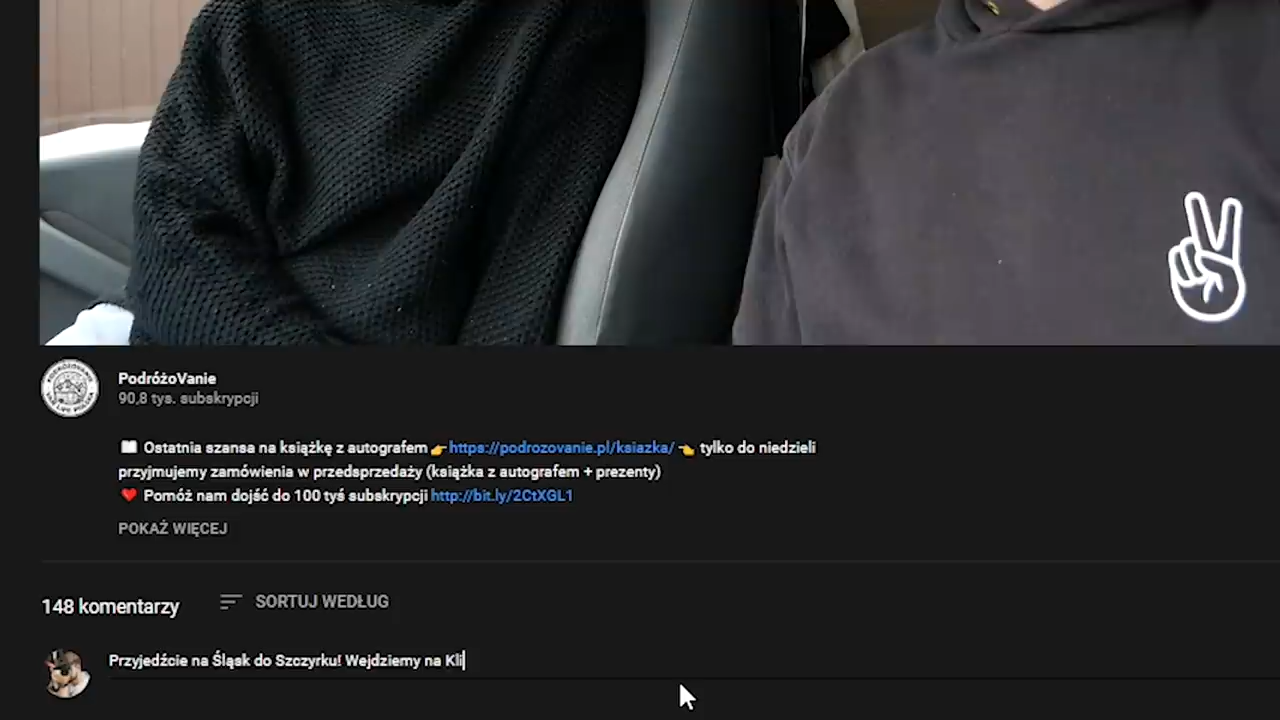 PodróżoVanie
90,8 tys. subskrypcji
Ostatnia szansa na książkę z autografem https://podrozovanie.pl/ksiazka/ tylko do niedzieli
przyjmujemy zamówienia w przedsprzedaży (książka z autografem + prezenty)
Pomóż nam dojść do 100 tyś subskrypcji http://bit.ly/2CtXGL1
POKAŻ WIĘCEJ
148 komentarzy
SORTUJ WEDŁUG
Przyjedźcie na Śląsk do Szczyrku! Wejdziemy na Kli